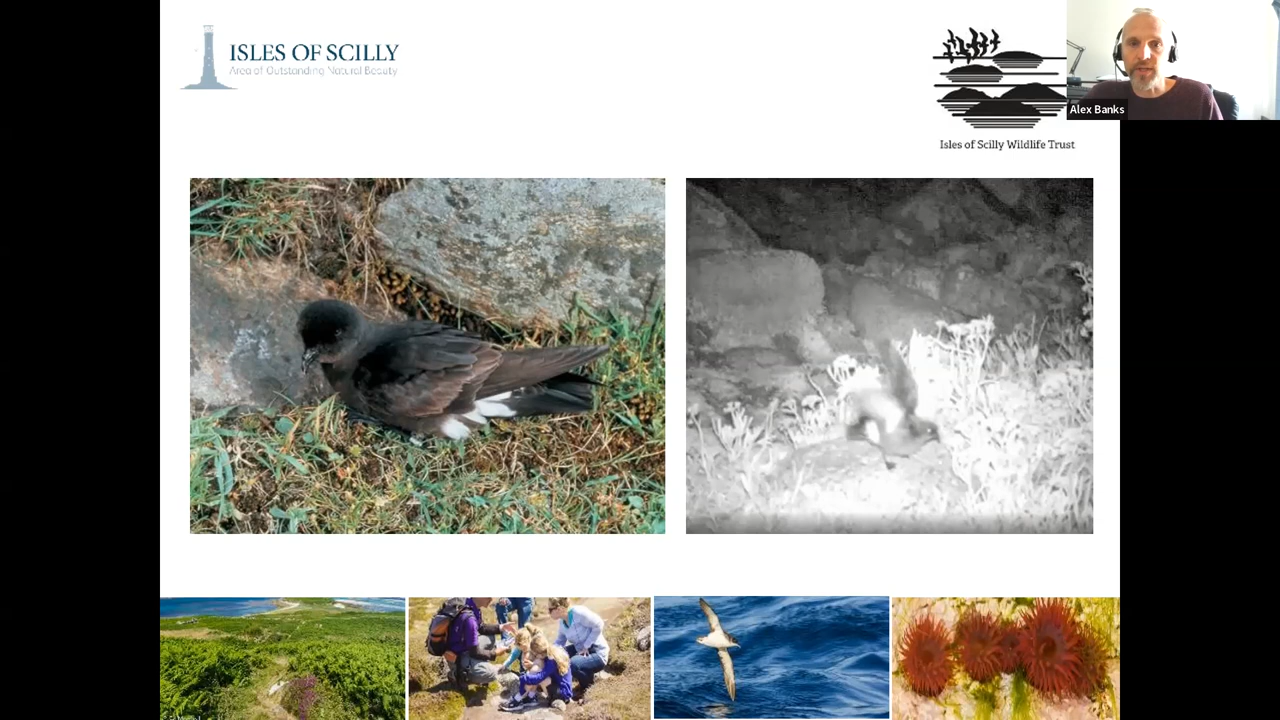 ISLES OF SCILLY
Area of Outstanding Natural Beauty
Isles of Scilly Wildlife Trust
Alex Banks